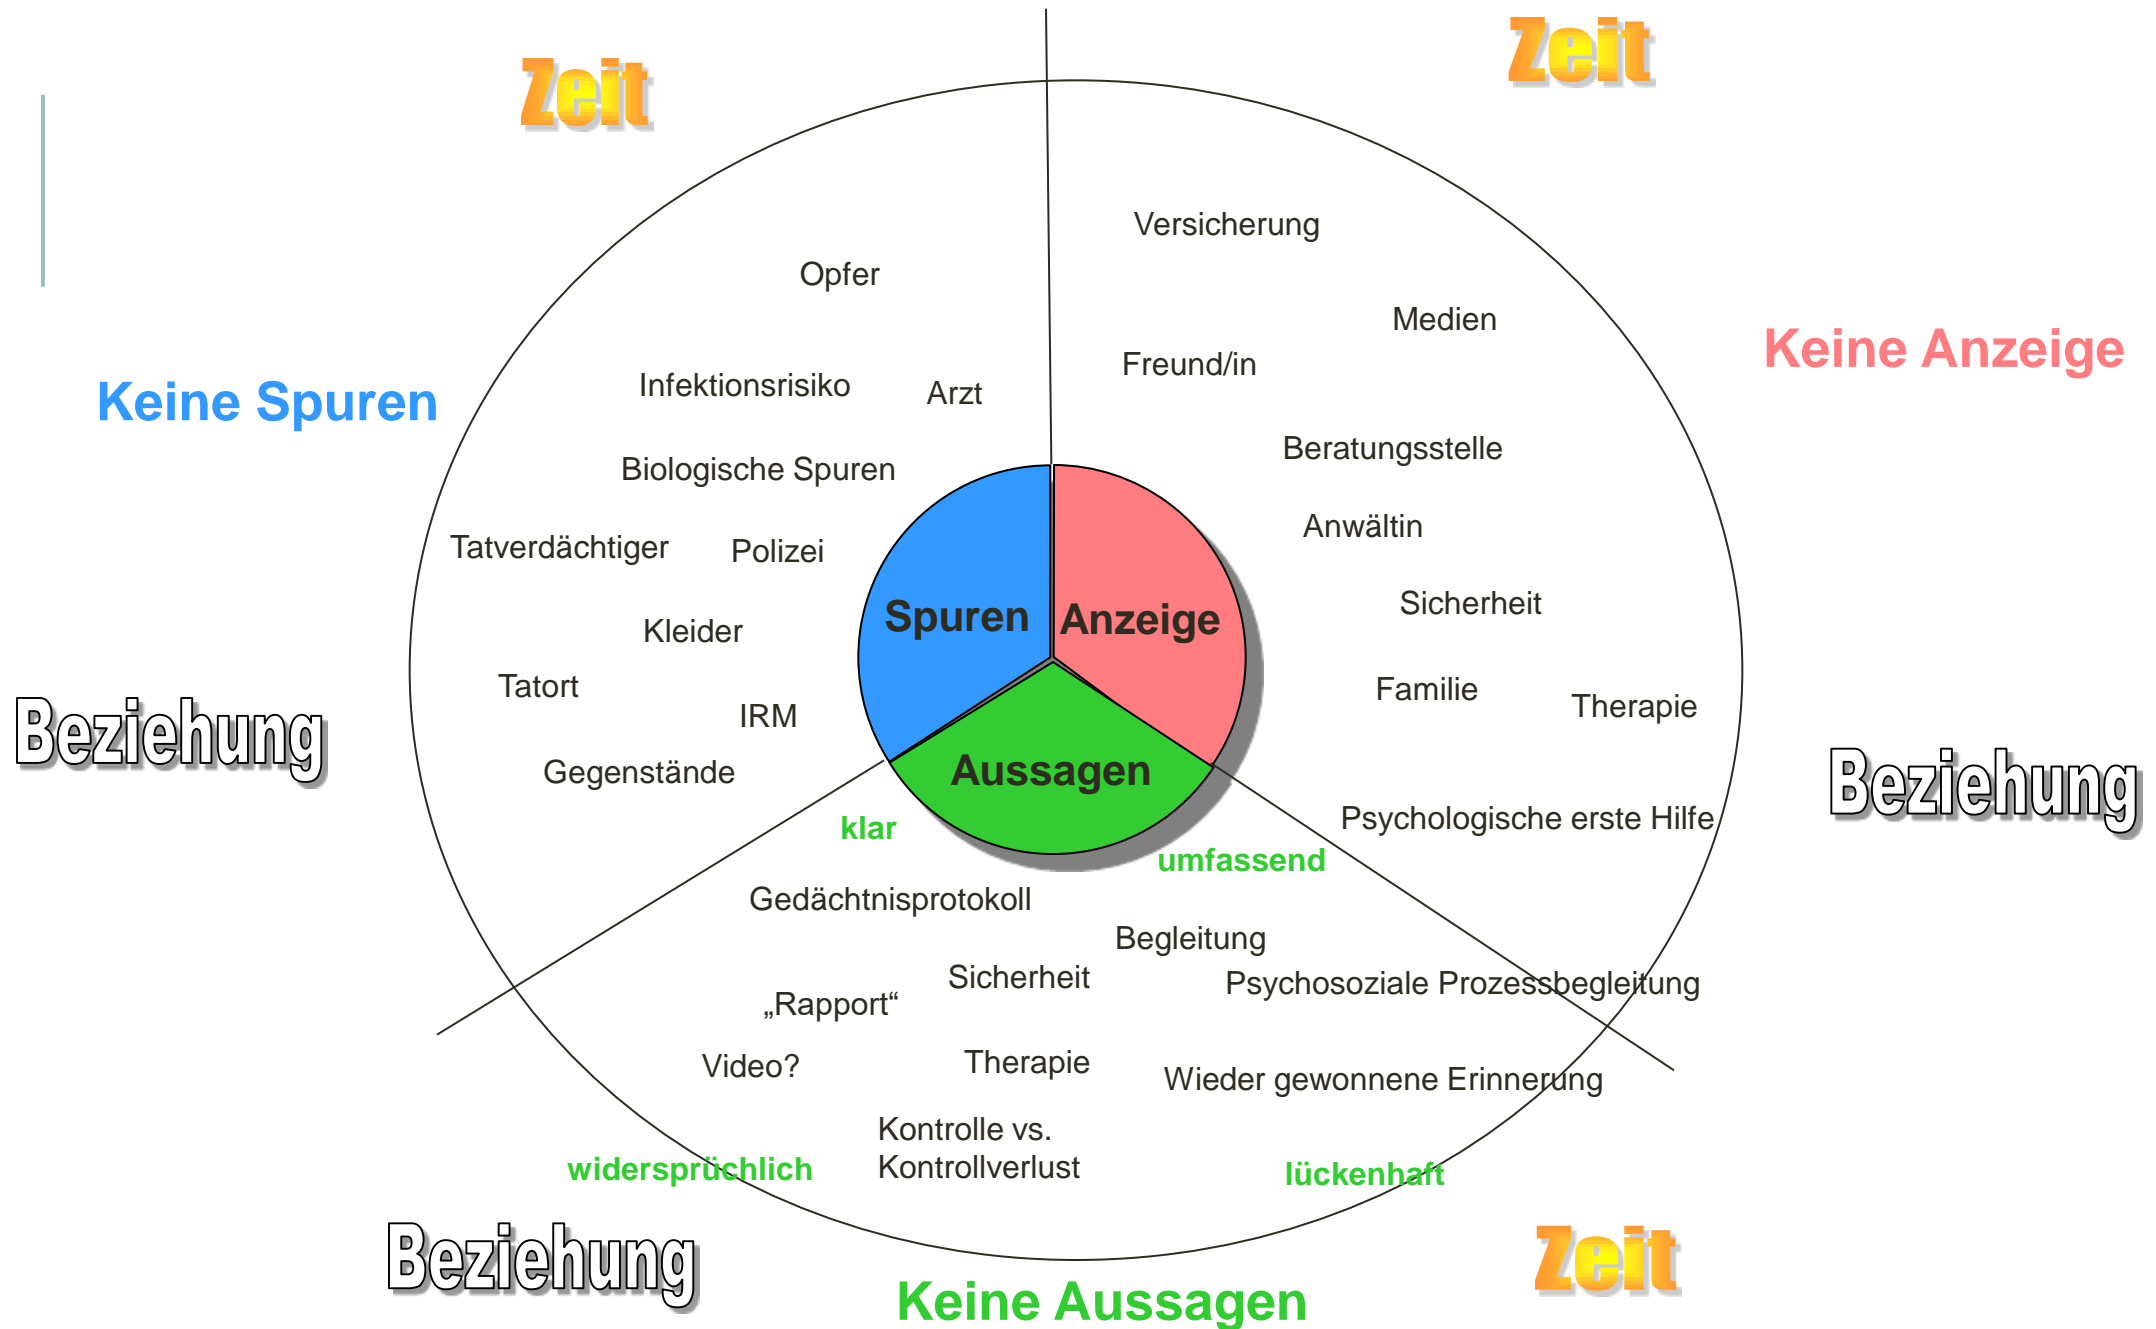 Zeit
Zeit
Versicherung
Opfer
Medien
Keine Anzeige
Freund/in
Infektionsrisiko
Arzt
Keine Spuren
Beratungsstelle
Biologische Spuren
Anwältin
Tatverdächtiger
Polizei
Sicherheit
Spuren
Anzeige
Kleider
Tatort
Familie
Therapie
IRM
Beziehung
Gegenstände
Aussagen
Beziehung
Psychologische erste Hilfe
klar
umfassend
Gedächtnisprotokoll
Begleitung
Sicherheit
Psychosoziale Prozessbegleitung
„Rapport“
Video?
Therapie
Wieder gewonnene Erinnerung
Kontrolle vs.
Kontrollverlust
widersprüchlich
lückenhaft
Beziehung
Zeit
Keine Aussagen